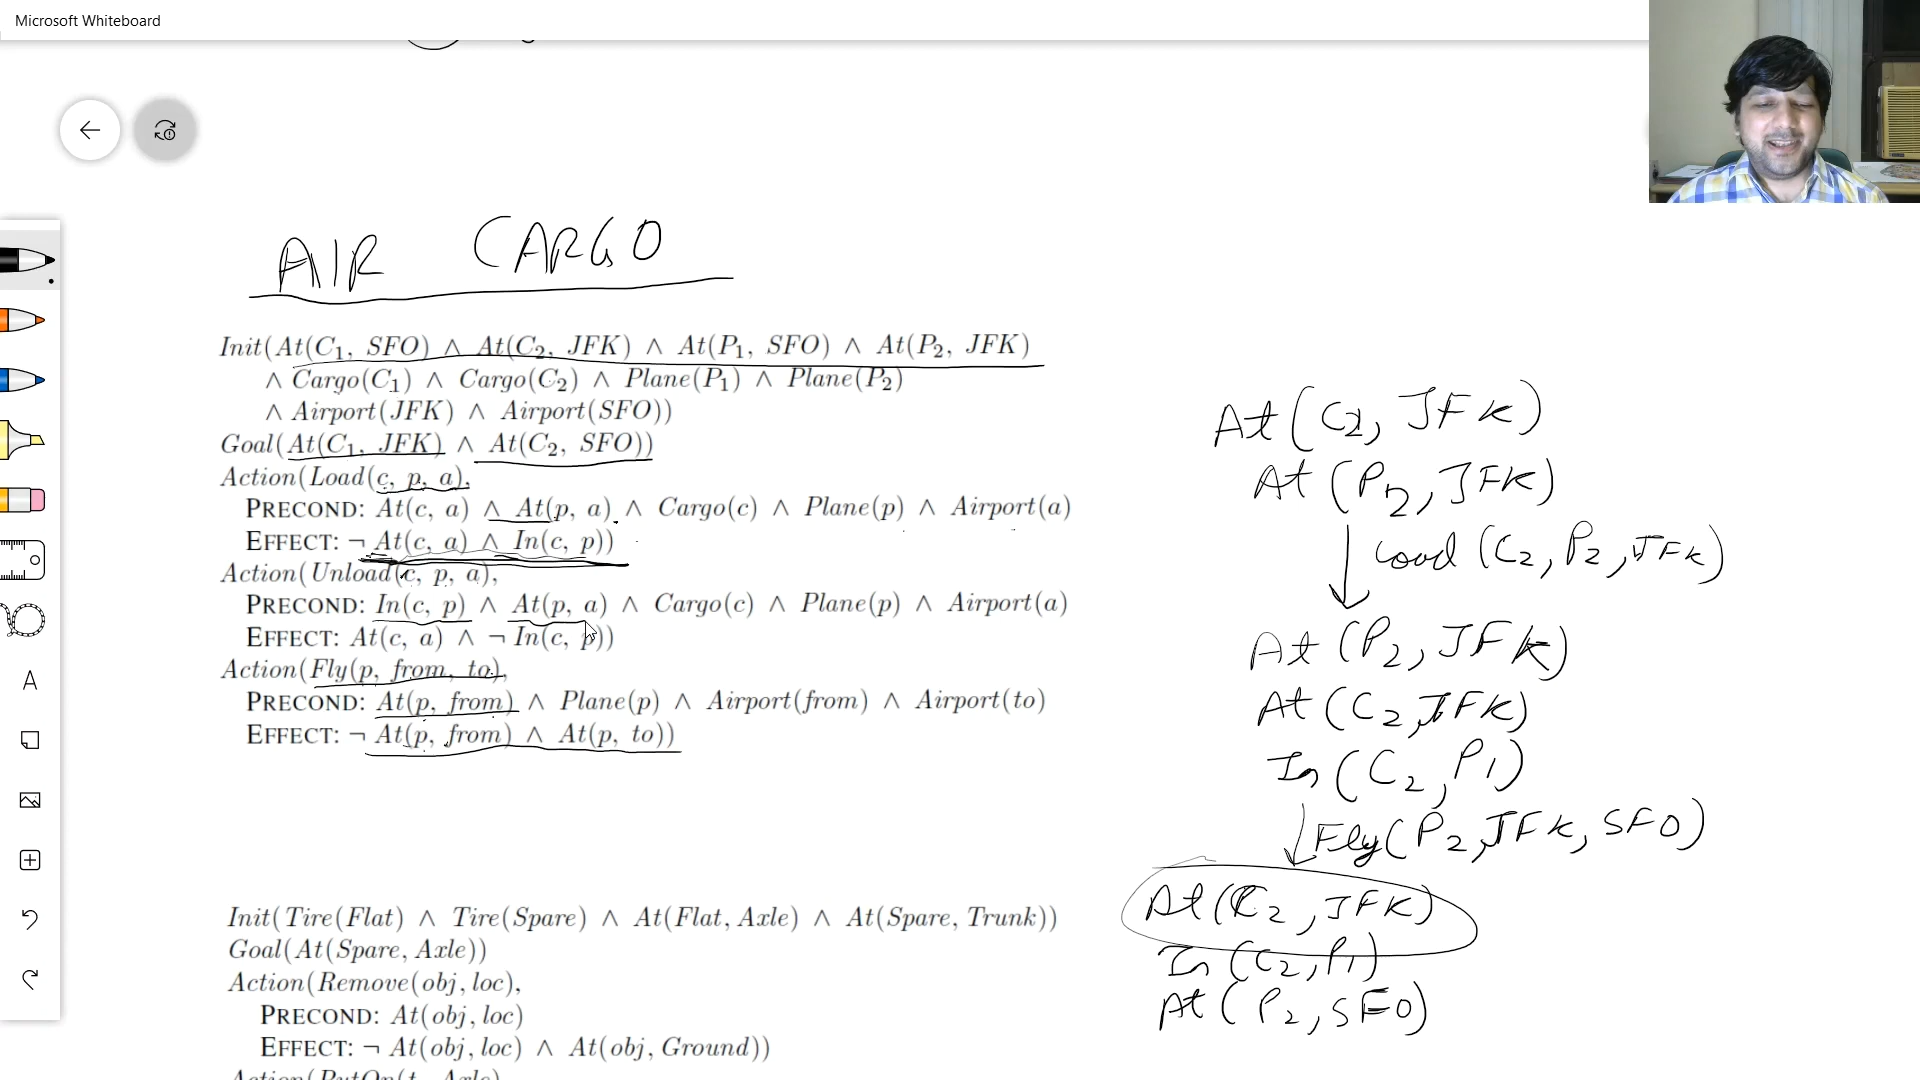 Microsoft Whiteboard
AIR CARGO
Init(At(C₁, SFO) ∧ At(C₂, JFK) ∧ At(P₁, SFO) ∧ At(P₂, JFK)
∧ Cargo(C₁) ∧ Cargo(C₂) ∧ Plane(P₁) ∧ Plane(P₂)
∧ Airport(JFK) ∧ Airport(SFO))
Goal(At(C₁, JFK) ∧ At(C₂, SFO))
Action(Load(c, p, a),
PRECOND: At(c, a) ∧ At(p, a) ∧ Cargo(c) ∧ Plane(p) ∧ Airport(a)
EFFECT: ¬ At(c, a) ∧ In(c, p))
Action(Unload(c, p, a),
PRECOND: In(c, p) ∧ At(p, a) ∧ Cargo(c) ∧ Plane(p) ∧ Airport(a)
EFFECT: At(c, a) ∧ ¬ In(c, p))
Action(Fly(p, from, to),
PRECOND: At(p, from) ∧ Plane(p) ∧ Airport(from) ∧ Airport(to)
EFFECT: ¬ At(p, from) ∧ At(p, to))
Init(Tire(Flat) ∧ Tire(Spare) ∧ At(Flat, Axle) ∧ At(Spare, Trunk))
Goal(At(Spare, Axle))
Action(Remove(obj, loc),
PRECOND: At(obj, loc)
EFFECT: ¬ At(obj, loc) ∧ At(obj, Ground))
Action(PutOn(t, Axle),
At(C₂, JFK)
At(P₂, JFK)
Load(C₂, P₂, JFK)
At(P₂, JFK)
At(C₂, JFK)
In(C₂, P₁)
Fly(P₂, JFK, SFO)
At(C₂, JFK)
In(C₂, P₁)
At(P₂, SFO)
A